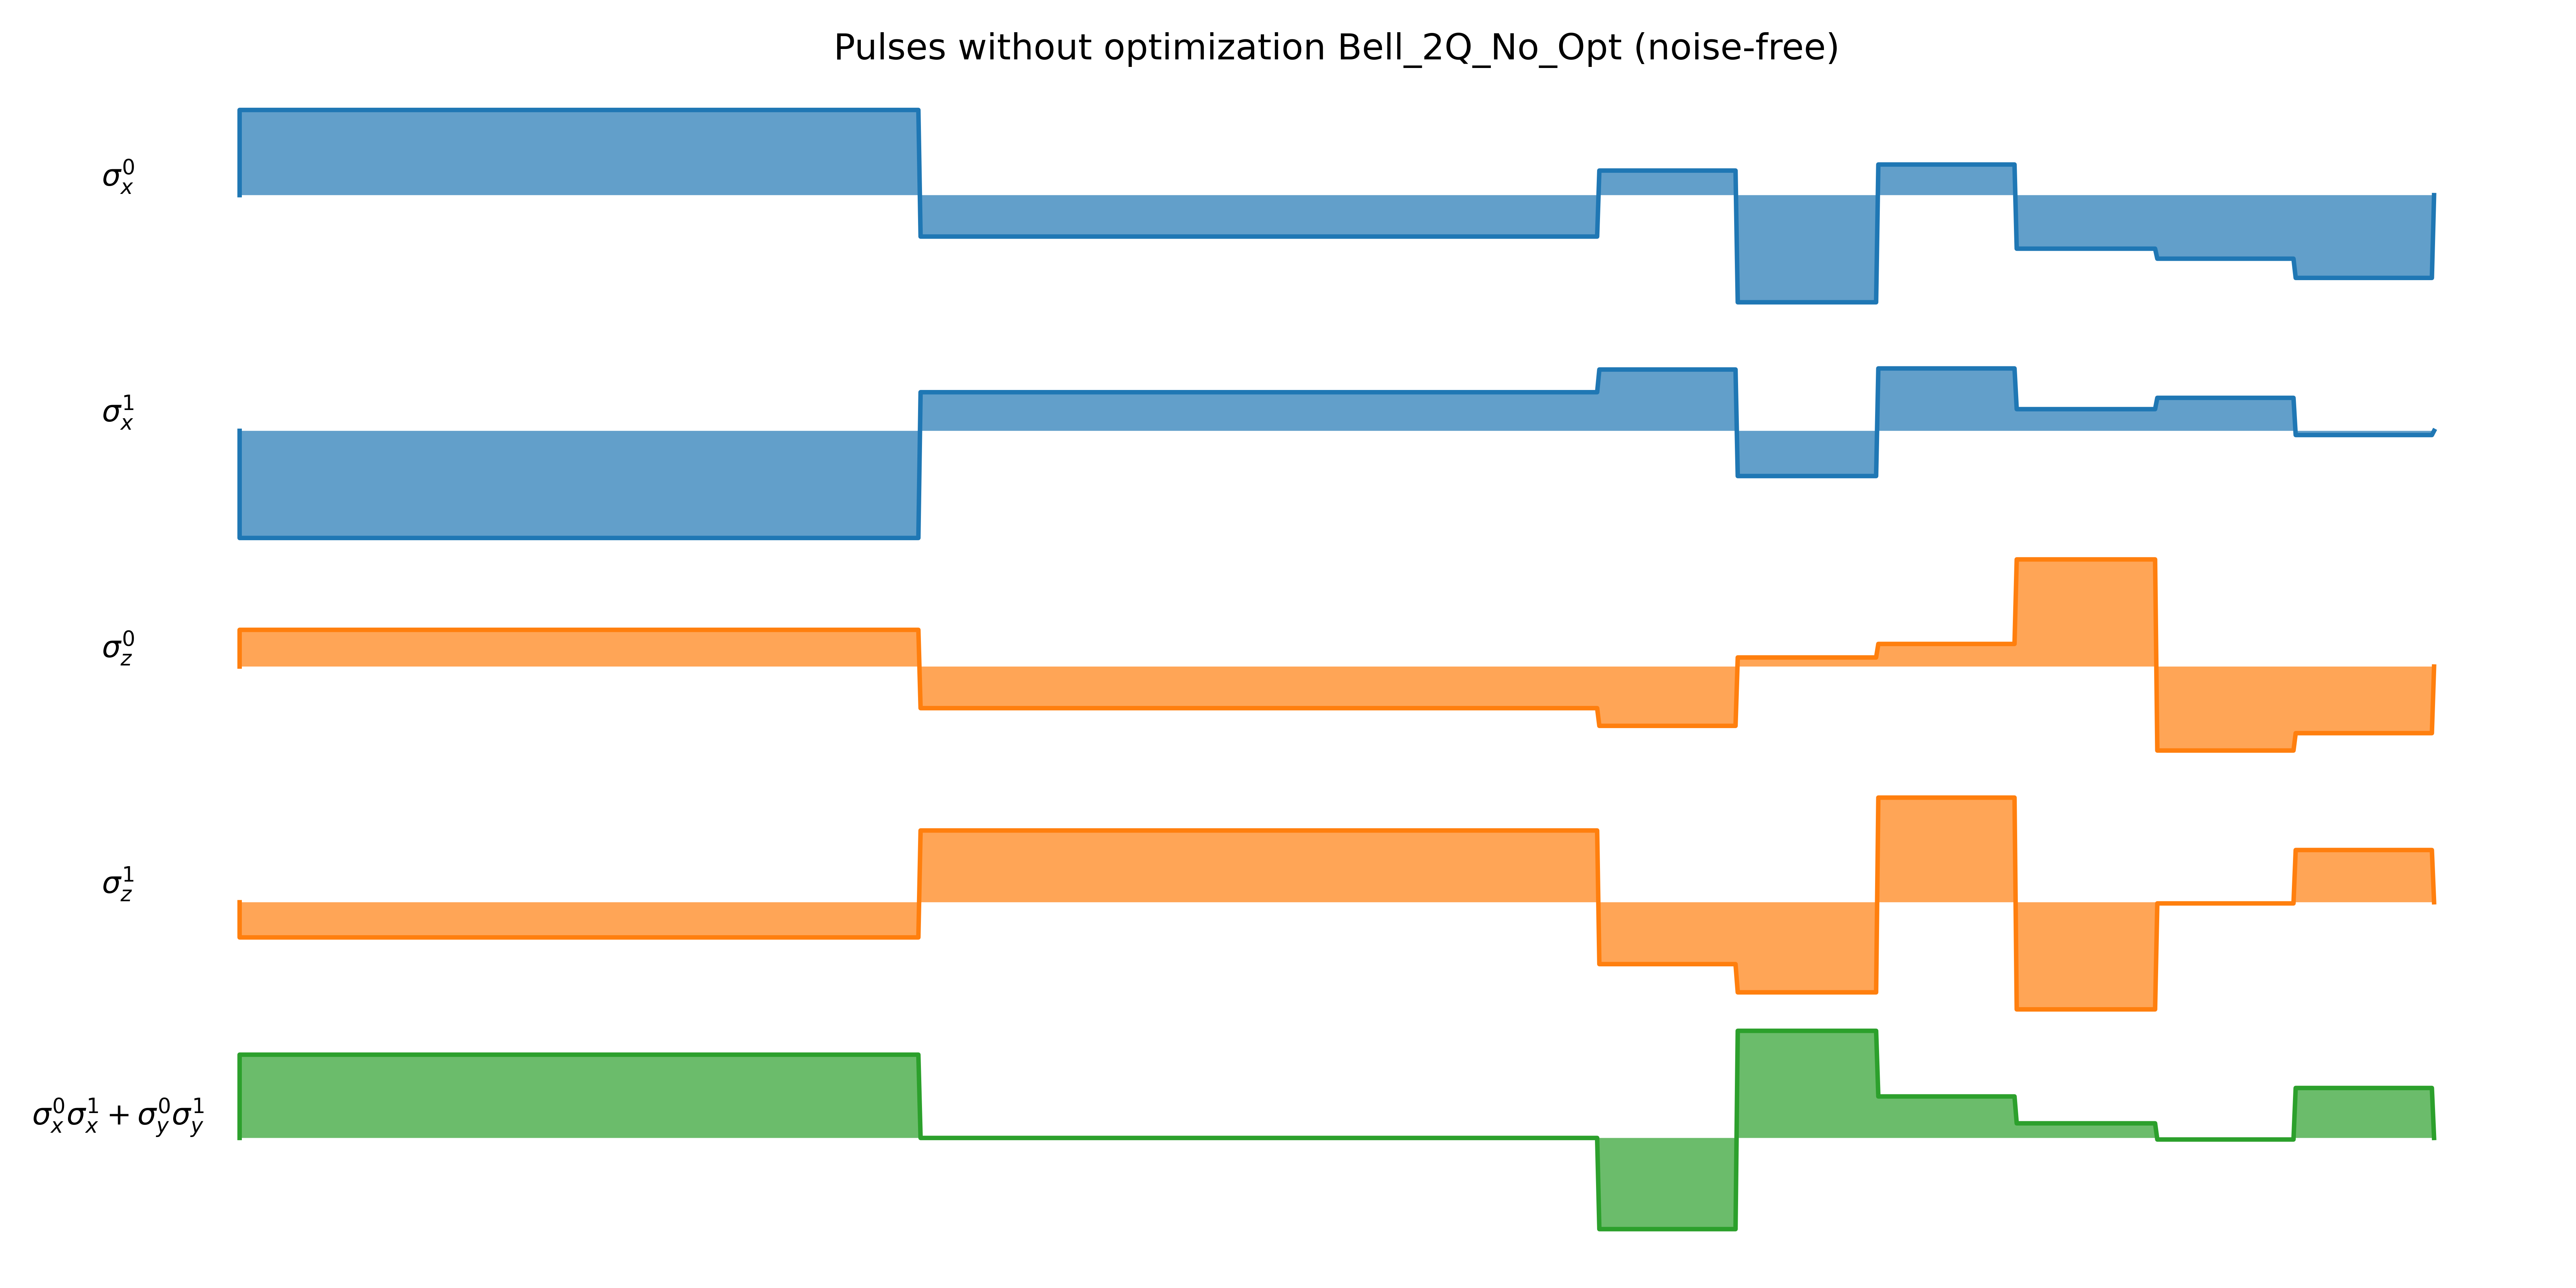 Pulses without optimization Bell_2Q_No_Opt (noise-free)
σ_x^0
σ_x^1
σ_z^0
σ_z^1
σ_x^0σ_x^1 + σ_y^0σ_y^1